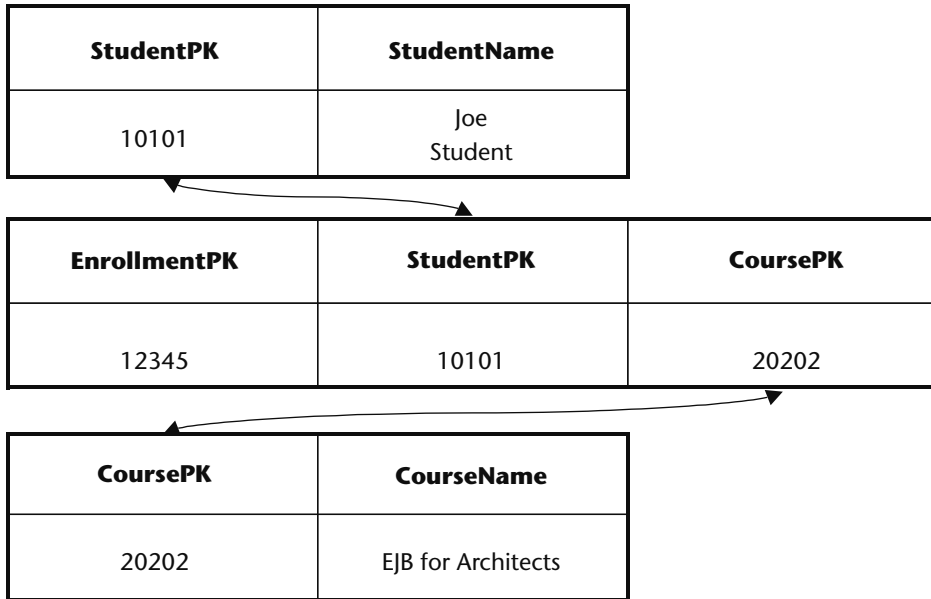 StudentPK StudentName
10101 Joe
Student
EnrollmentPK StudentPK CoursePK
12345 10101 20202
CoursePK CourseName
20202 EJB for Architects